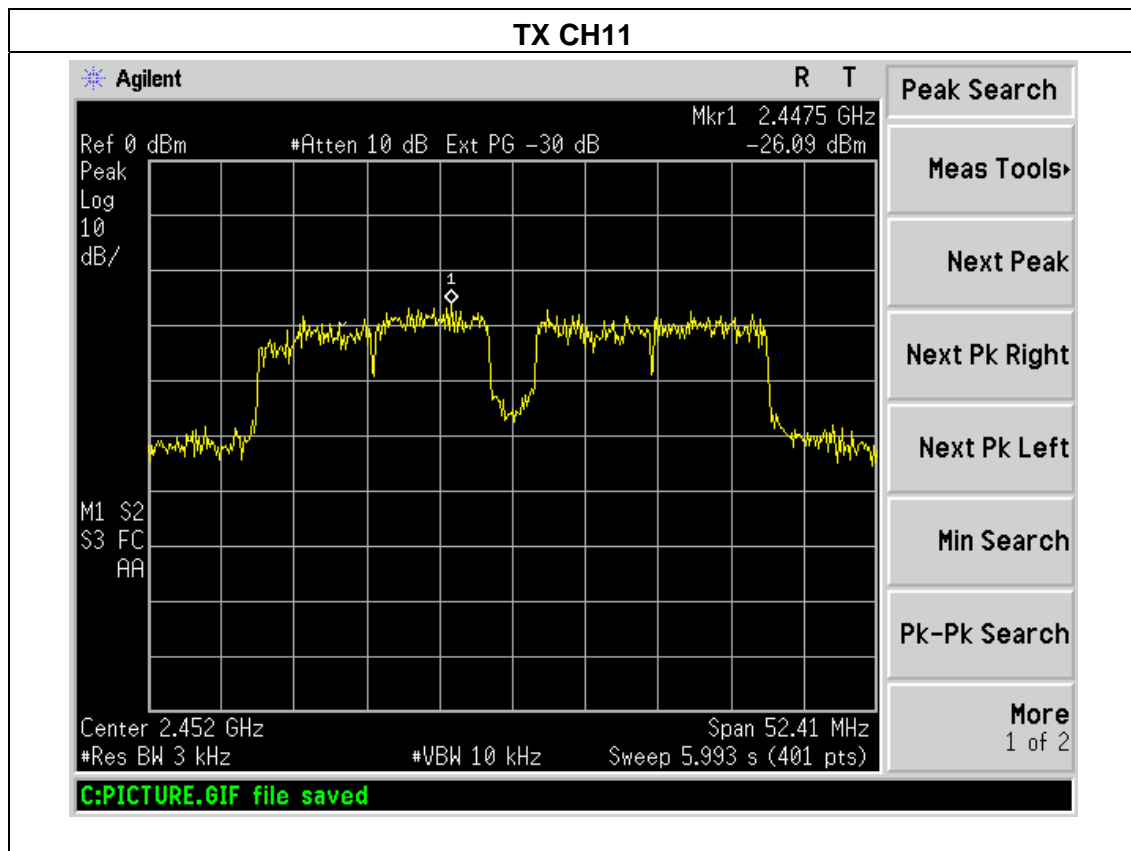 TX CH11
Agilent
R T
Peak Search
Mkr1 2.4475 GHz
Ref 0 dBm #Atten 10 dB Ext PG -30 dB -26.09 dBm
Peak
Log
10
dB/
1
M1 S2
S3 FC
AA
Center 2.452 GHz Span 52.41 MHz
#Res BW 3 kHz #VBW 10 kHz Sweep 5.993 s (401 pts)
C:PICTURE.GIF file saved
Meas Tools▸
Next Peak
Next Pk Right
Next Pk Left
Min Search
Pk-Pk Search
More
1 of 2